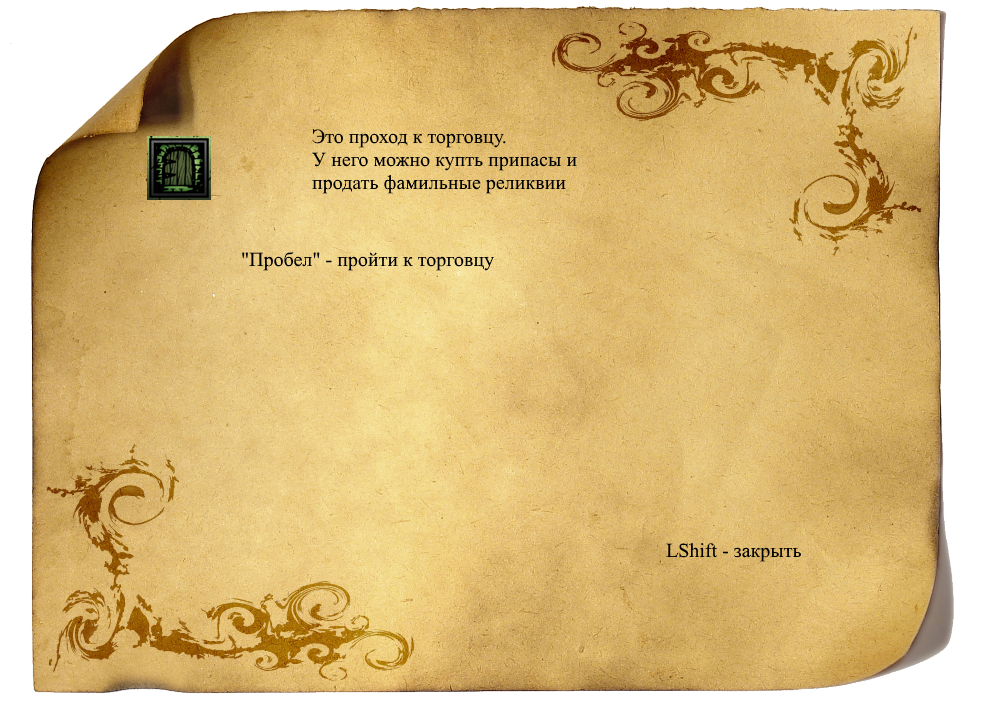 Это проход к торговцу.
У него можно купть припасы и
продать фамильные реликвии
"Пробел" - пройти к торговцу
LShift - закрыть